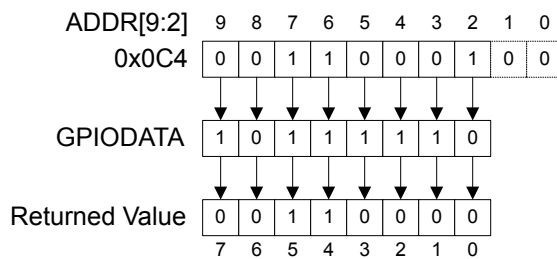 ADDR[9:2] 9 8 7 6 5 4 3 2 1 0
0x0C4 0 0 1 1 0 0 0 1 0 0
GPIODATA 1 0 1 1 1 1 1 0
Returned Value 0 0 1 1 0 0 0 0
7 6 5 4 3 2 1 0